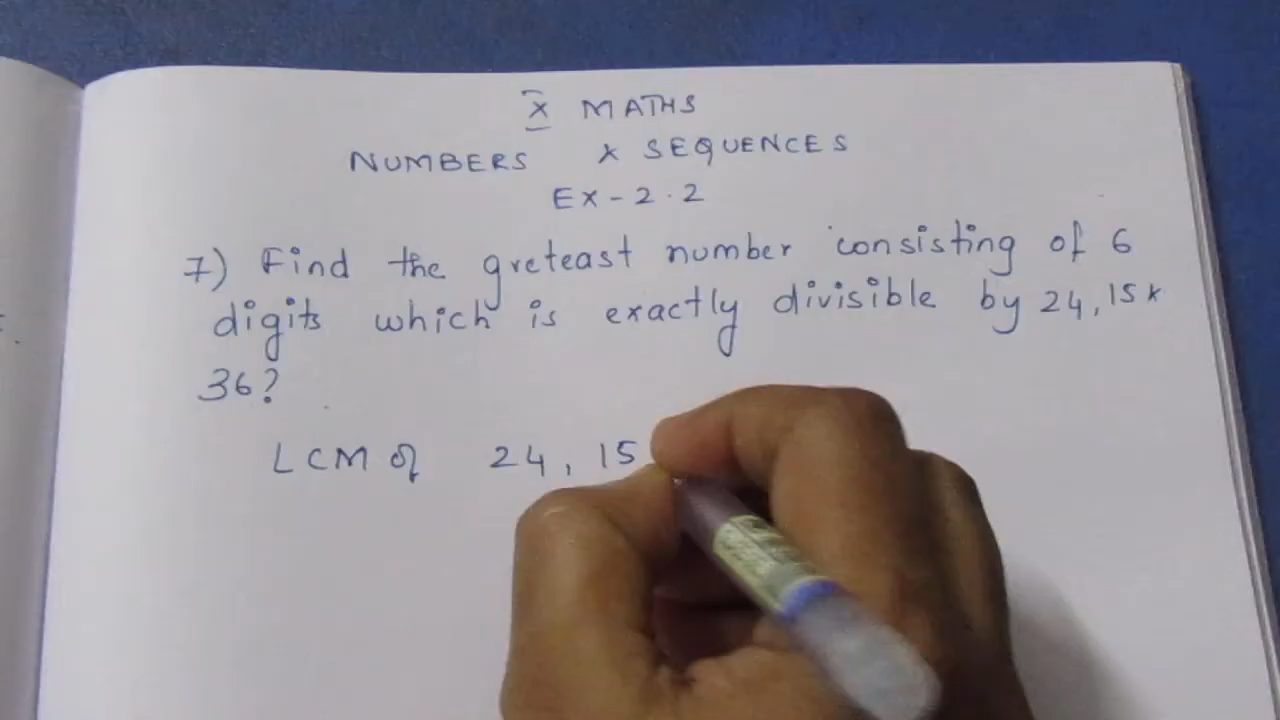 X MATHS
NUMBERS & SEQUENCES
EX-2.2
7) Find the greteast number consisting of 6
digits which is exactly divisible by 24, 15 &
36?
LCM of 24, 15